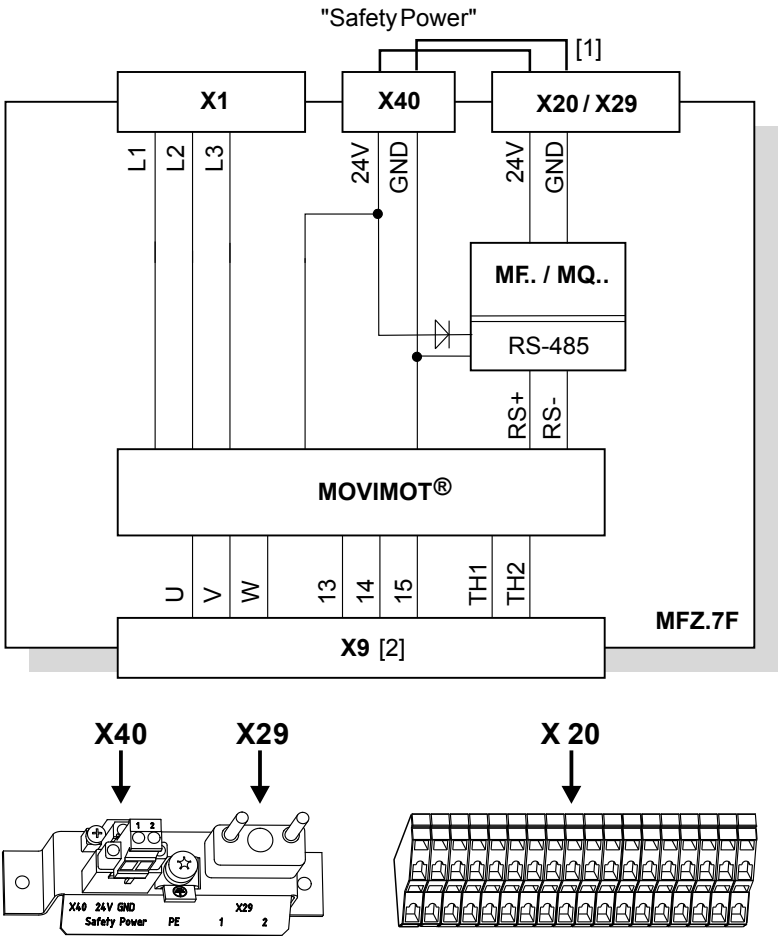 "Safety Power"
[1]
X1
X40
X20 / X29
L1
L2
L3
24V
GND
24V
GND
MF.. / MQ..
RS-485
RS+
RS-
MOVIMOT®
U
V
W
13
14
15
TH1
TH2
MFZ.7F
X9 [2]
X40
X29
X 20
1 2
X40 24V GND
X29
Safety Power
PE
1
2